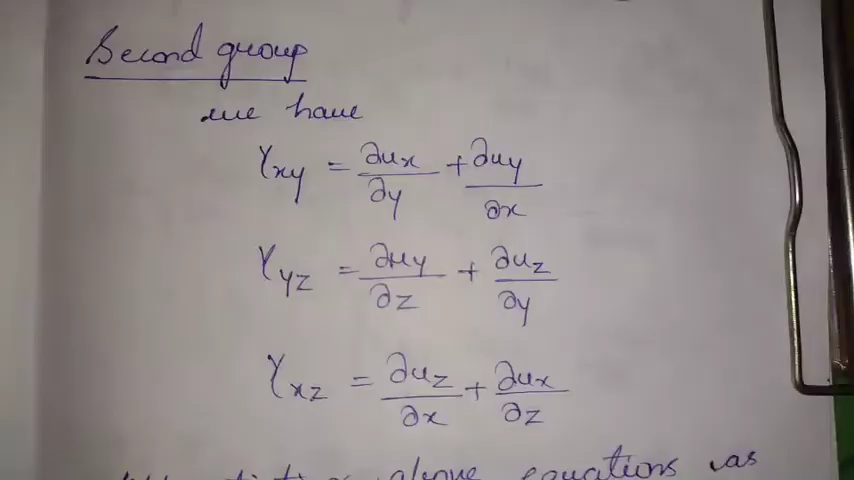 Second group
we have
γxy = ∂ux/∂y + ∂uy/∂x
γyz = ∂uy/∂z + ∂uz/∂y
γxz = ∂uz/∂x + ∂ux/∂z
above equations as